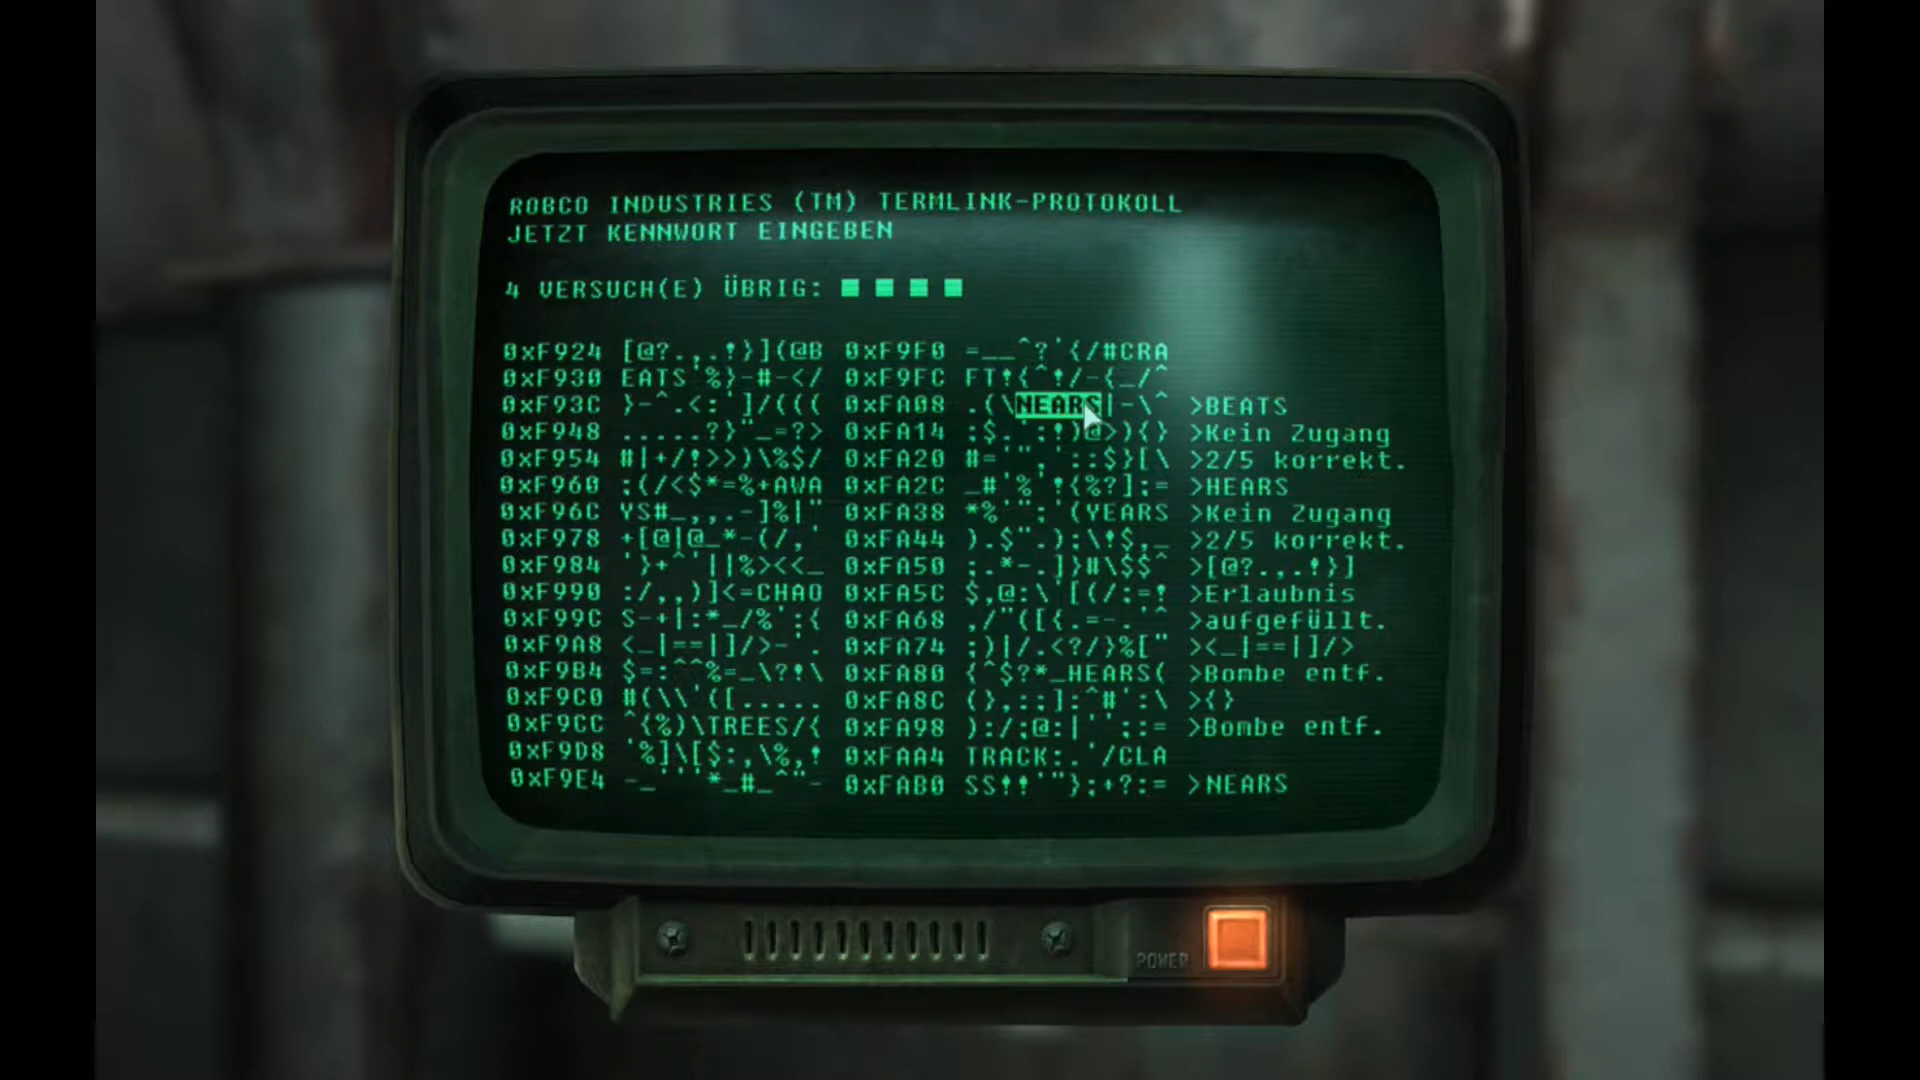 ROBCO INDUSTRIES (TM) TERMLINK-PROTOKOLL
JETZT KENNWORT EINGEBEN
4 VERSUCH(E) ÜBRIG:
0xF924 [@?.,.!}](@B 0xF9F0 =__^?'{/#CRA
0xF930 EATS'%}-#-</ 0xF9FC FT!{^!/-{_/^
0xF93C }-^.<:']/((( 0xFA08 .(\NEARS|-\^ >BEATS
0xF948 .....?}"_=?> 0xFA14 ;$.';!)@>){} >Kein Zugang
0xF954 #|+/!>>)\%$/ 0xFA20 #='",'::$}[\ >2/5 korrekt.
0xF960 ;(/<$*=%+AWA 0xFA2C _#'%'!{%?];= >HEARS
0xF96C YS#_,,.-]%|" 0xFA38 *%'";'(YEARS >Kein Zugang
0xF978 +[@|@_*-(/,' 0xFA44 ).$".);\!$,_ >2/5 korrekt.
0xF984 '}+^'||%><<_ 0xFA50 ;.*-.]}#\$$^ >[@?.,.!}]
0xF990 :/,,)]<=CHAO 0xFA5C $,@:\'[(/:=! >Erlaubnis
0xF99C S-+|:*_/%':{ 0xFA68 ,/"([{.=-.'^ >aufgefüllt.
0xF9A8 <_|==|]/>-'. 0xFA74 ;)|/.<?/}%[" ><_|==|]/>
0xF9B4 $=:^^%=_\?!\ 0xFA80 {^$?*_HEARS( >Bombe entf.
0xF9C0 #(\\'([..... 0xFA8C (},:;]:^#':\ >{}
0xF9CC ^{%)\TREES/{ 0xFA98 ):/;@:|'';:= >Bombe entf.
0xF9D8 '%]\[$:,\%,! 0xFAA4 TRACK:.'/CLA
0xF9E4 -_'''*_#_^"- 0xFAB0 SS!!'"};+?:= >NEARS
POWER